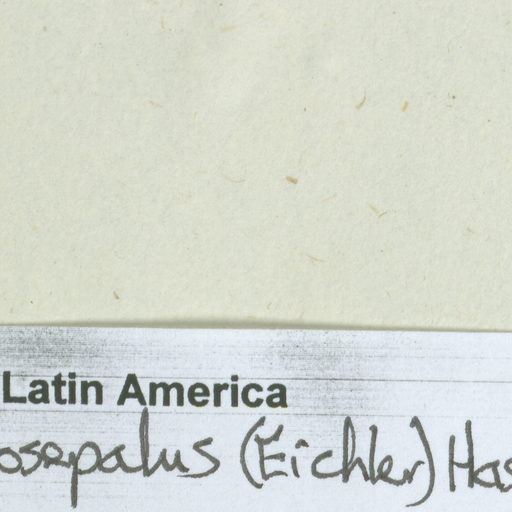 Latin America
osepalus (Eichler) Has